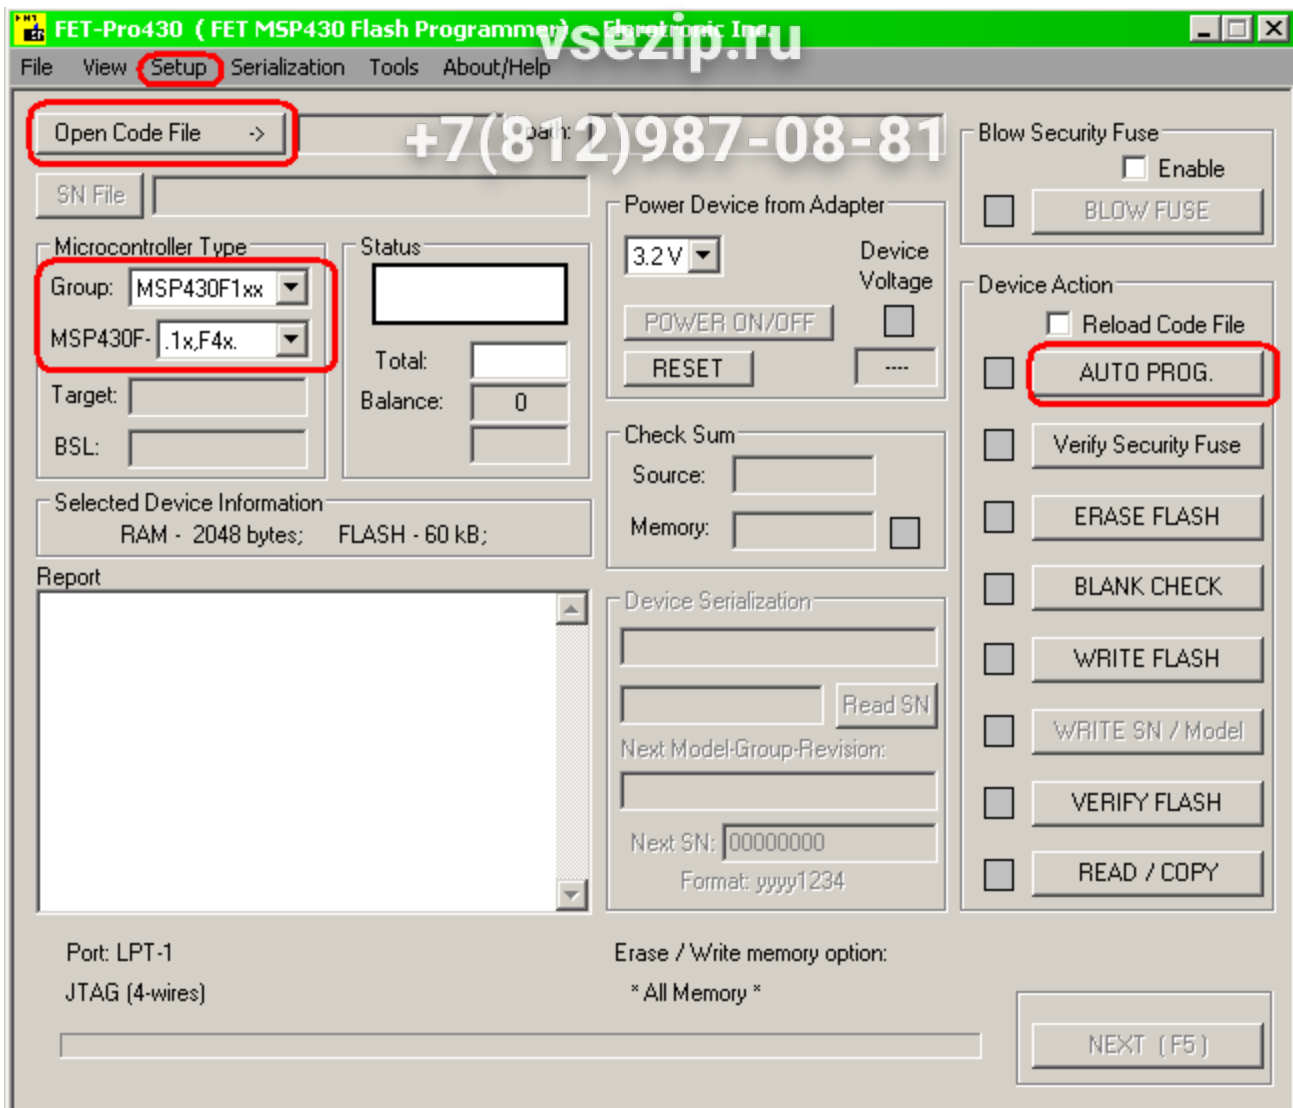 FET-Pro430 ( FET MSP430 Flash Programmer) - Elprotronic Inc.
vsezip.ru
File View Setup Serialization Tools About/Help
Open Code File -> path:
+7(812)987-08-81
SN File
Microcontroller Type
Group: MSP430F1xx
MSP430F- .1x,F4x.
Target:
BSL:
Status
Total:
Balance: 0
Selected Device Information
RAM - 2048 bytes; FLASH - 60 kB;
Report
Power Device from Adapter
3.2 V
Device
Voltage
POWER ON/OFF
RESET ----
Check Sum
Source:
Memory:
Device Serialization
Read SN
Next Model-Group-Revision:
Next SN: 00000000
Format: yyyy1234
Blow Security Fuse
Enable
BLOW FUSE
Device Action
Reload Code File
AUTO PROG.
Verify Security Fuse
ERASE FLASH
BLANK CHECK
WRITE FLASH
WRITE SN / Model
VERIFY FLASH
READ / COPY
Port: LPT-1
JTAG (4-wires)
Erase / Write memory option:
* All Memory *
NEXT ( F5 )